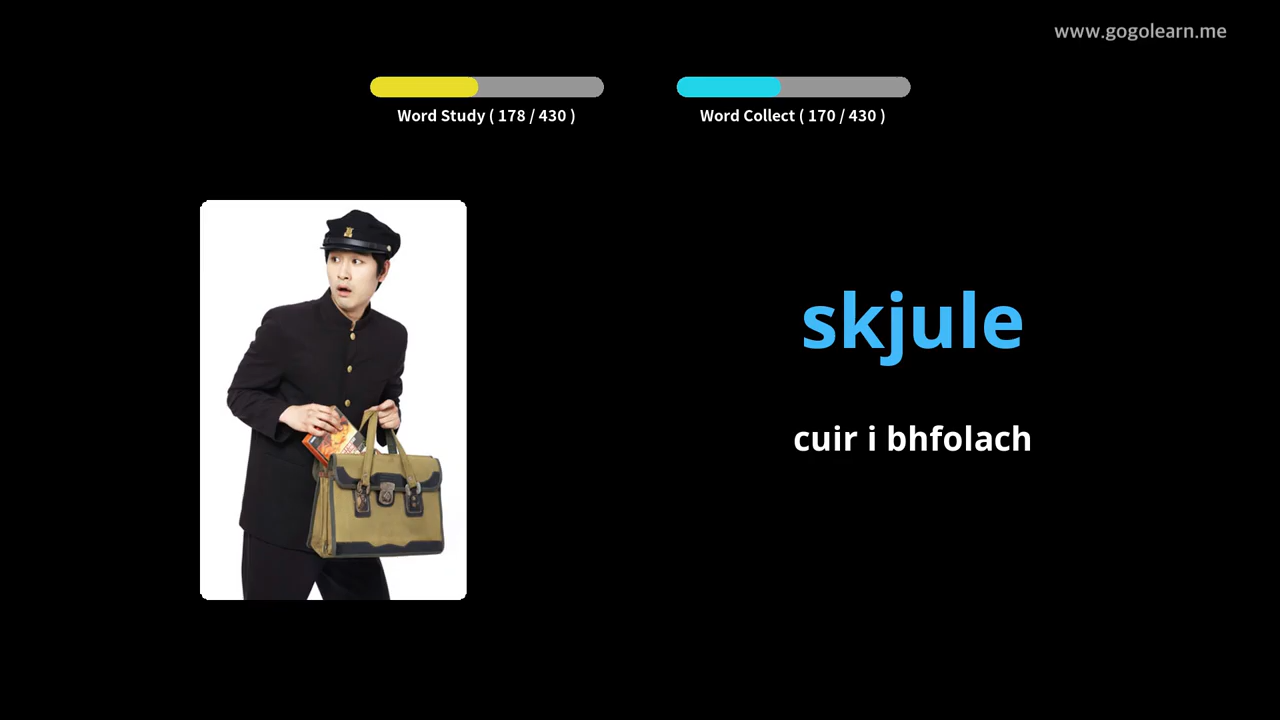 www.gogolearn.me
Word Study ( 178 / 430 )
Word Collect ( 170 / 430 )
skjule
cuir i bhfolach